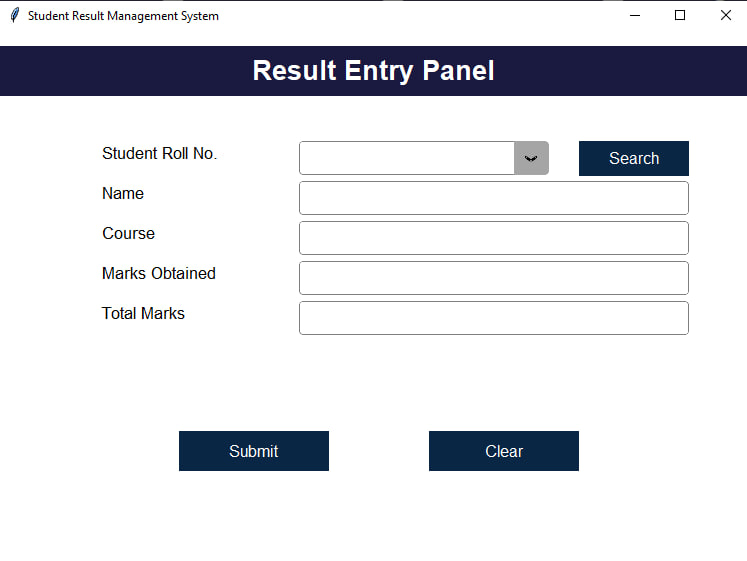 Student Result Management System
Result Entry Panel
Student Roll No.
Search
Name
Course
Marks Obtained
Total Marks
Submit
Clear